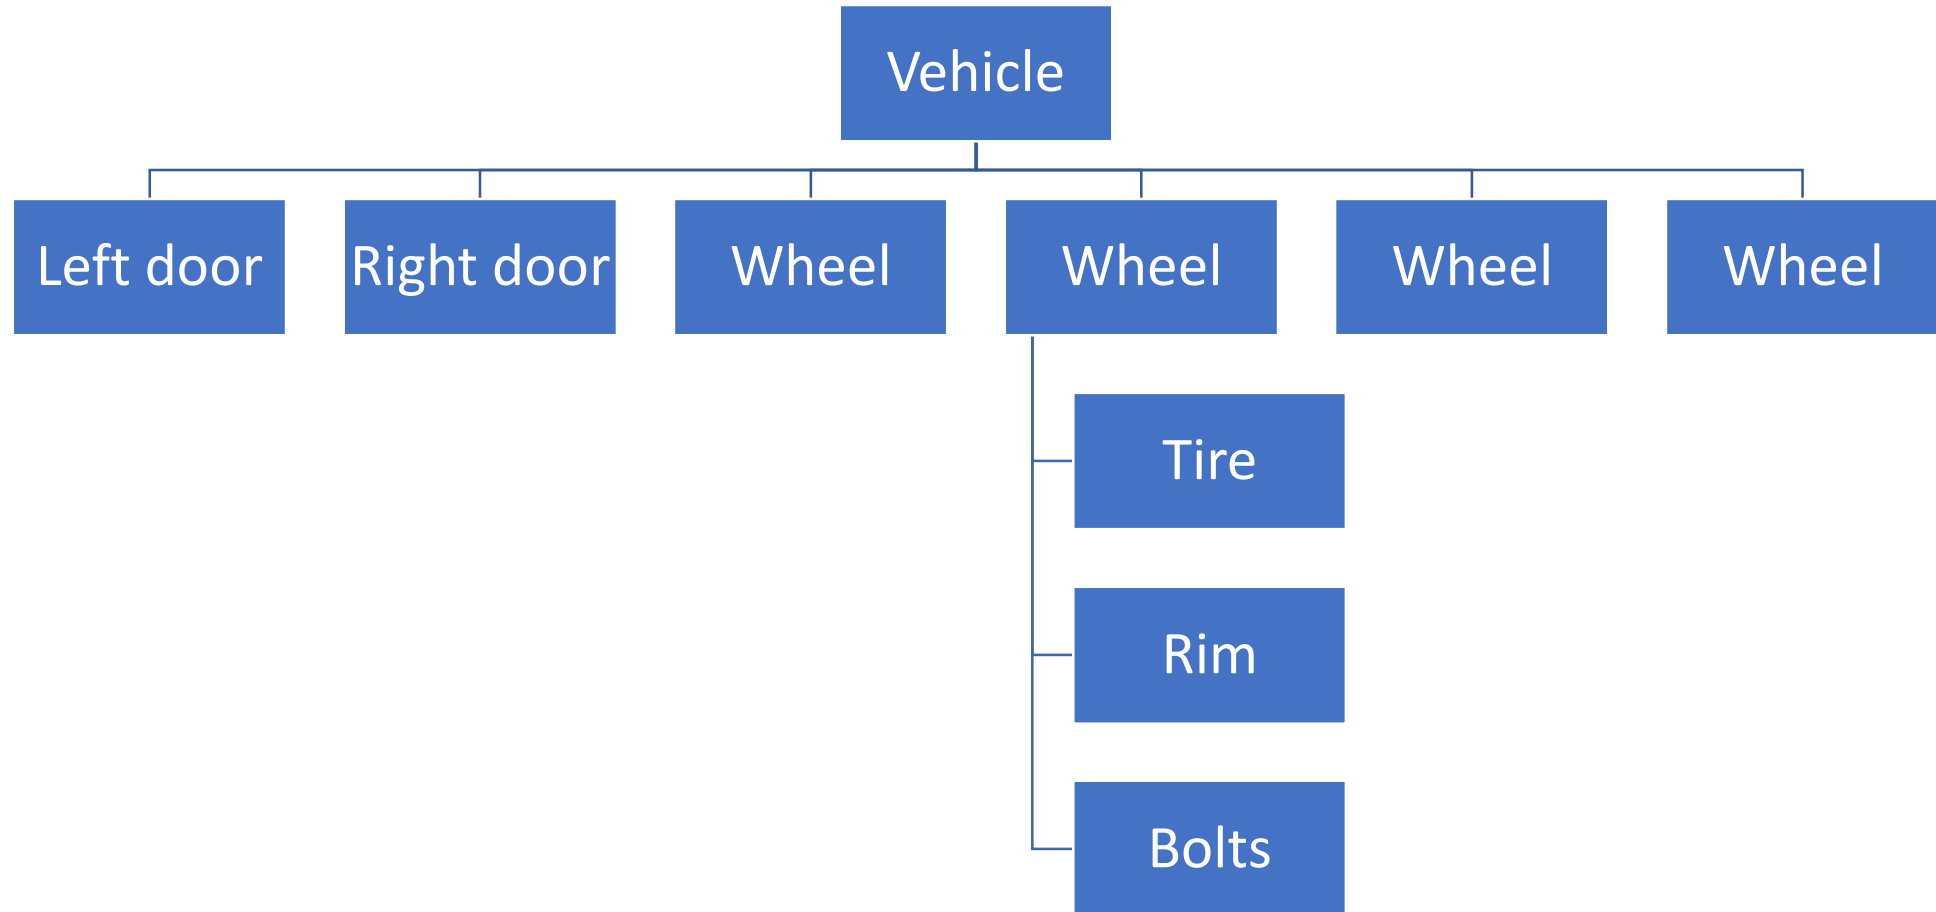 Vehicle
Left door
Right door
Wheel
Wheel
Wheel
Wheel
Tire
Rim
Bolts